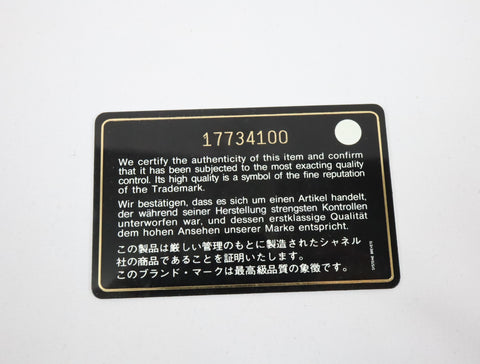 17734100
We certify the authenticity of this item and confirm
that it has been subjected to the most exacting quality
control. Its high quality is a symbol of the fine reputation
of the Trademark.
Wir bestätigen, dass es sich um einen Artikel handelt,
der während seiner Herstellung strengsten Kontrollen
unterworfen war, und dessen erstklassige Qualität
dem hohen Ansehen unserer Marke entspricht.
この製品は厳しい管理のもとに製造されたシャネル
社の商品であることを証明いたします。
このブランド・マークは最高級品質の象徴です。